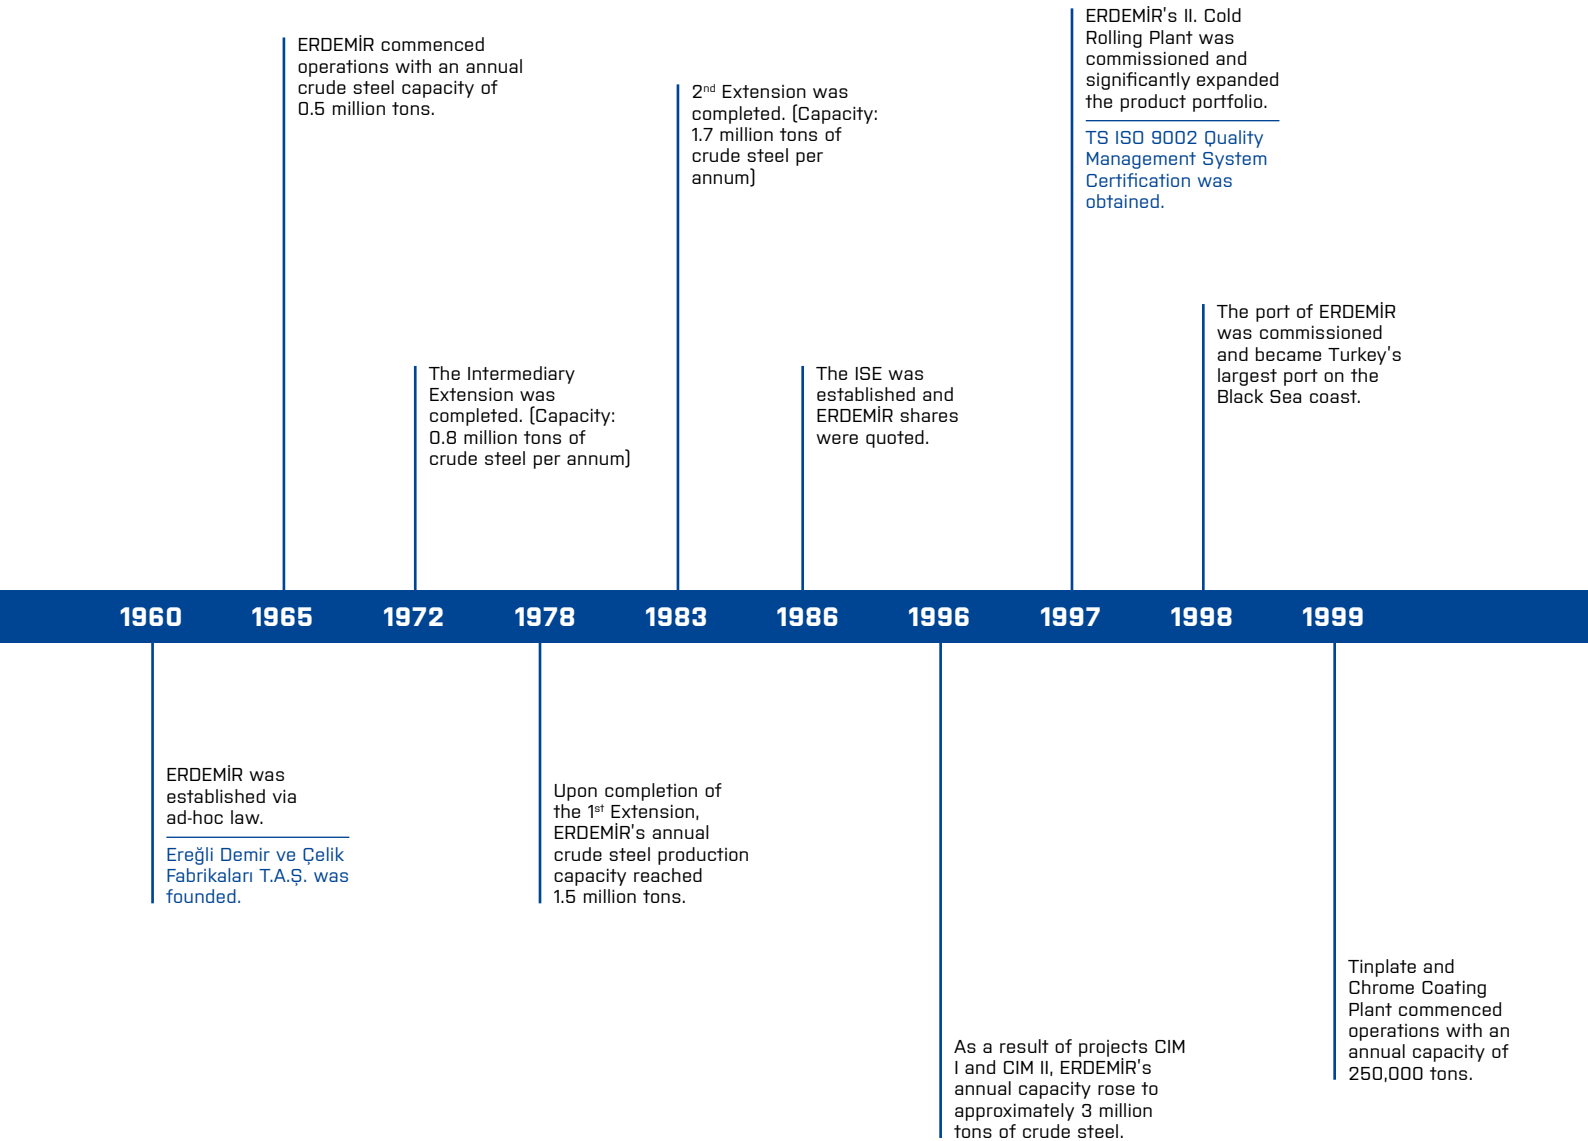 ERDEMİR commenced
operations with an annual
crude steel capacity of
0.5 million tons.
The Intermediary
Extension was
completed. (Capacity:
0.8 million tons of
crude steel per annum)
2nd Extension was
completed. (Capacity:
1.7 million tons of
crude steel per
annum)
The ISE was
established and
ERDEMİR shares
were quoted.
ERDEMİR’s II. Cold
Rolling Plant was
commissioned and
significantly expanded
the product portfolio.
TS ISO 9002 Quality
Management System
Certification was
obtained.
The port of ERDEMİR
was commissioned
and became Turkey’s
largest port on the
Black Sea coast.
1960 1965 1972 1978 1983 1986 1996 1997 1998 1999
ERDEMİR was
established via
ad-hoc law.
Ereğli Demir ve Çelik
Fabrikaları T.A.Ş. was
founded.
Upon completion of
the 1st Extension,
ERDEMİR’s annual
crude steel production
capacity reached
1.5 million tons.
As a result of projects CIM
I and CIM II, ERDEMİR’s
annual capacity rose to
approximately 3 million
tons of crude steel.
Tinplate and
Chrome Coating
Plant commenced
operations with an
annual capacity of
250,000 tons.